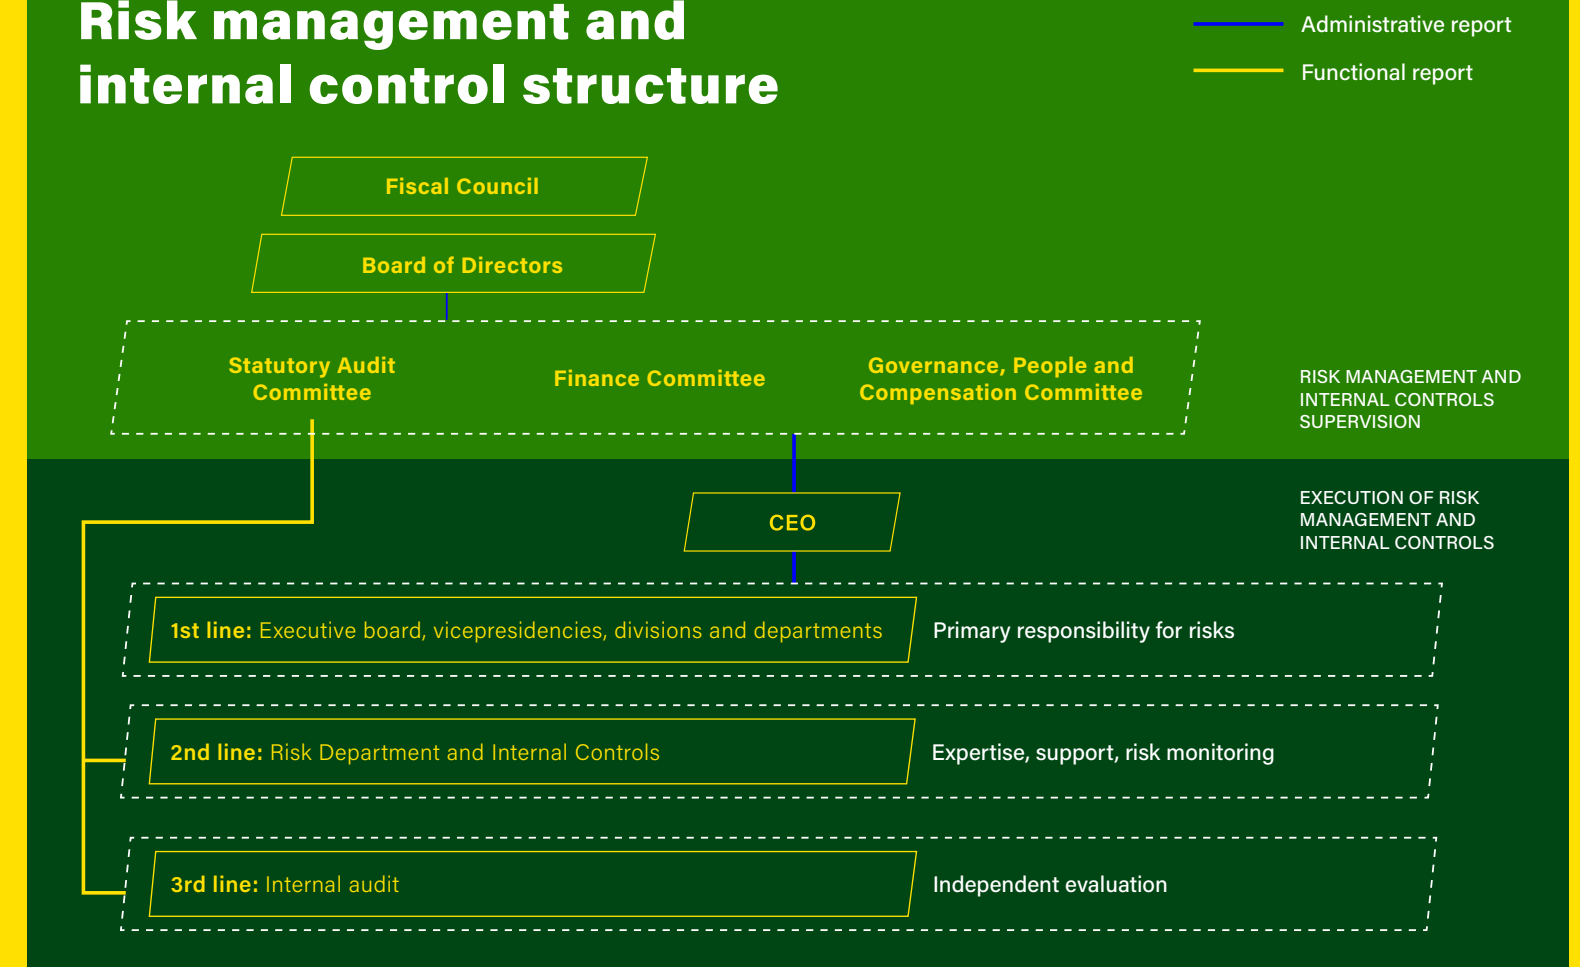 Risk management and
internal control structure
Administrative report
Functional report
Fiscal Council
Board of Directors
Statutory Audit
Committee
Finance Committee
Governance, People and
Compensation Committee
RISK MANAGEMENT AND
INTERNAL CONTROLS
SUPERVISION
EXECUTION OF RISK
MANAGEMENT AND
INTERNAL CONTROLS
CEO
1st line: Executive board, vicepresidencies, divisions and departments
Primary responsibility for risks
2nd line: Risk Department and Internal Controls
Expertise, support, risk monitoring
3rd line: Internal audit
Independent evaluation